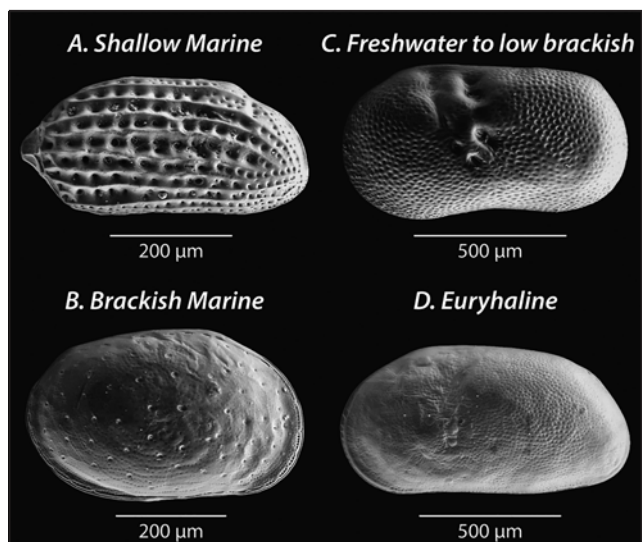 A. Shallow Marine
200 µm
C. Freshwater to low brackish
500 µm
B. Brackish Marine
200 µm
D. Euryhaline
500 µm